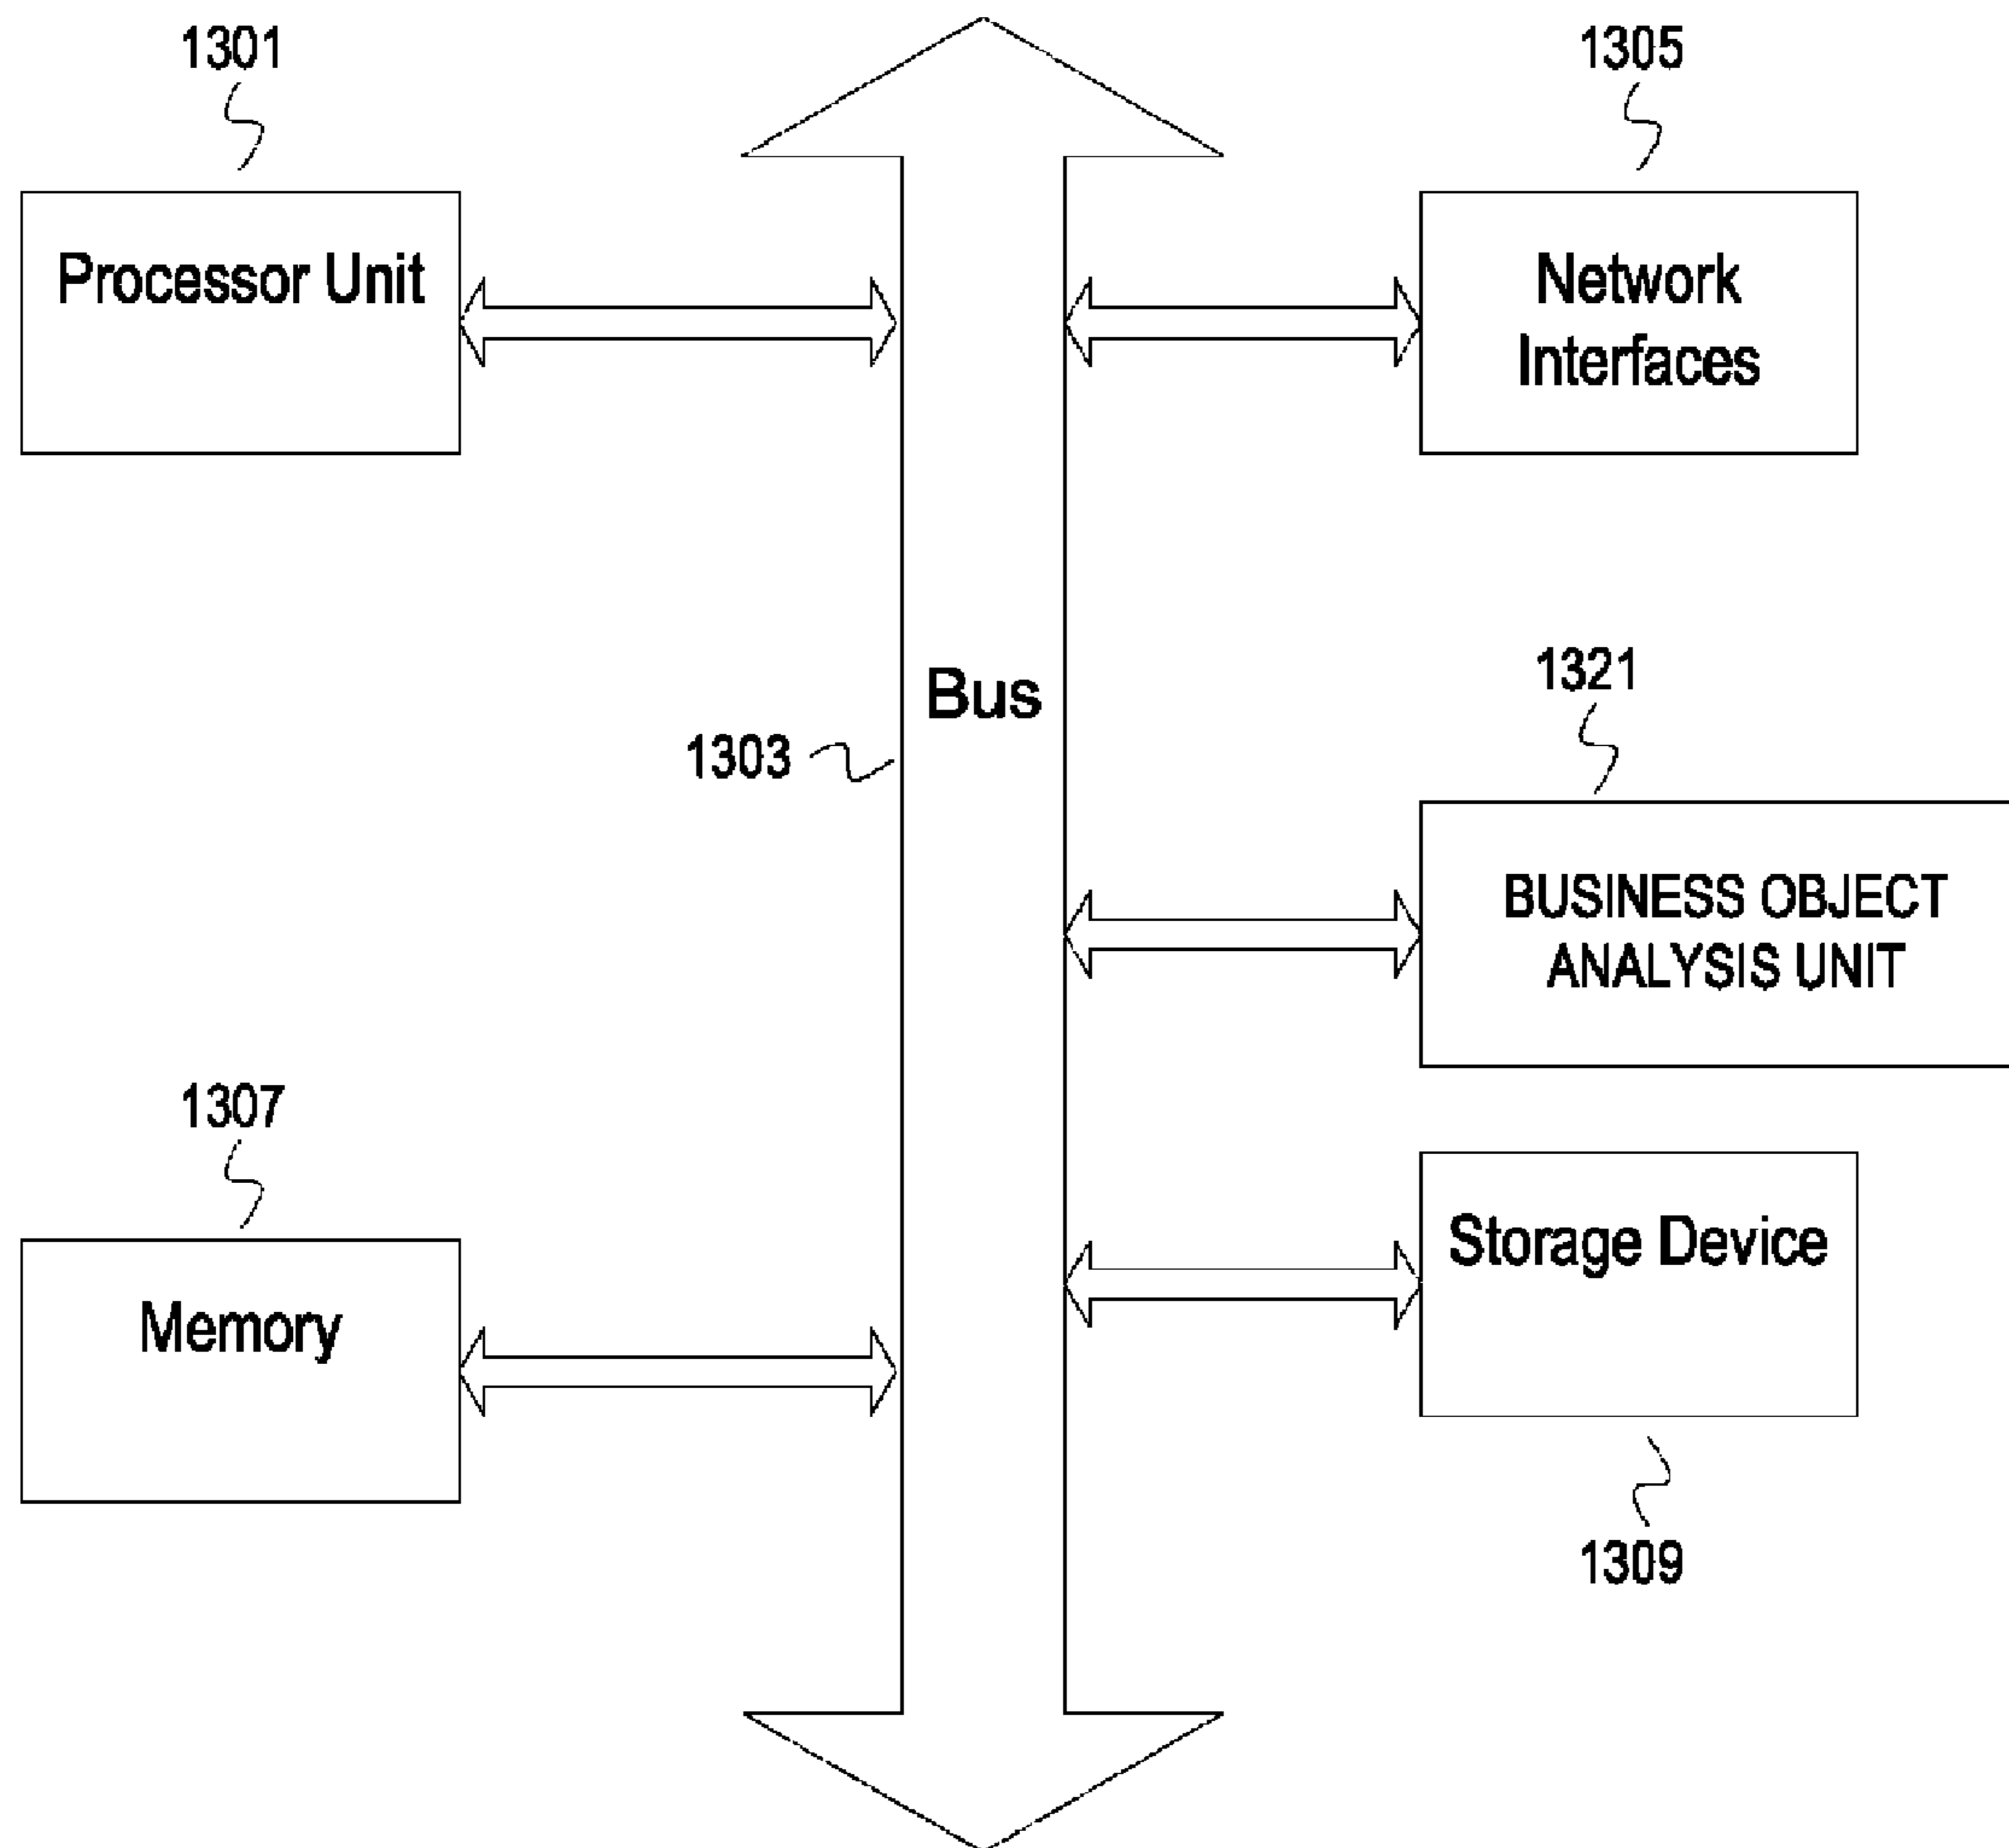 1301
1305
Processor Unit
Network
Interfaces
Bus
1321
1303
BUSINESS OBJECT
ANALYSIS UNIT
1307
Storage Device
Memory
1309